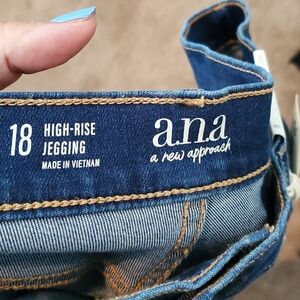 18
HIGH-RISE
JEGGING
MADE IN VIETNAM
a.n.a
a new approach